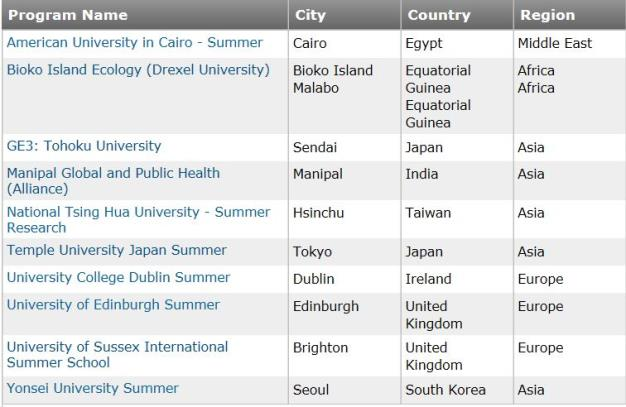 Program Name City Country Region
American University in Cairo - Summer Cairo Egypt Middle East
Bioko Island Ecology (Drexel University) Bioko Island Equatorial Africa
Malabo Guinea Africa
Equatorial
Guinea
GE3: Tohoku University Sendai Japan Asia
Manipal Global and Public Health Manipal India Asia
(Alliance)
National Tsing Hua University - Summer Hsinchu Taiwan Asia
Research
Temple University Japan Summer Tokyo Japan Asia
University College Dublin Summer Dublin Ireland Europe
University of Edinburgh Summer Edinburgh United Europe
Kingdom
University of Sussex International Brighton United Europe
Summer School Kingdom
Yonsei University Summer Seoul South Korea Asia